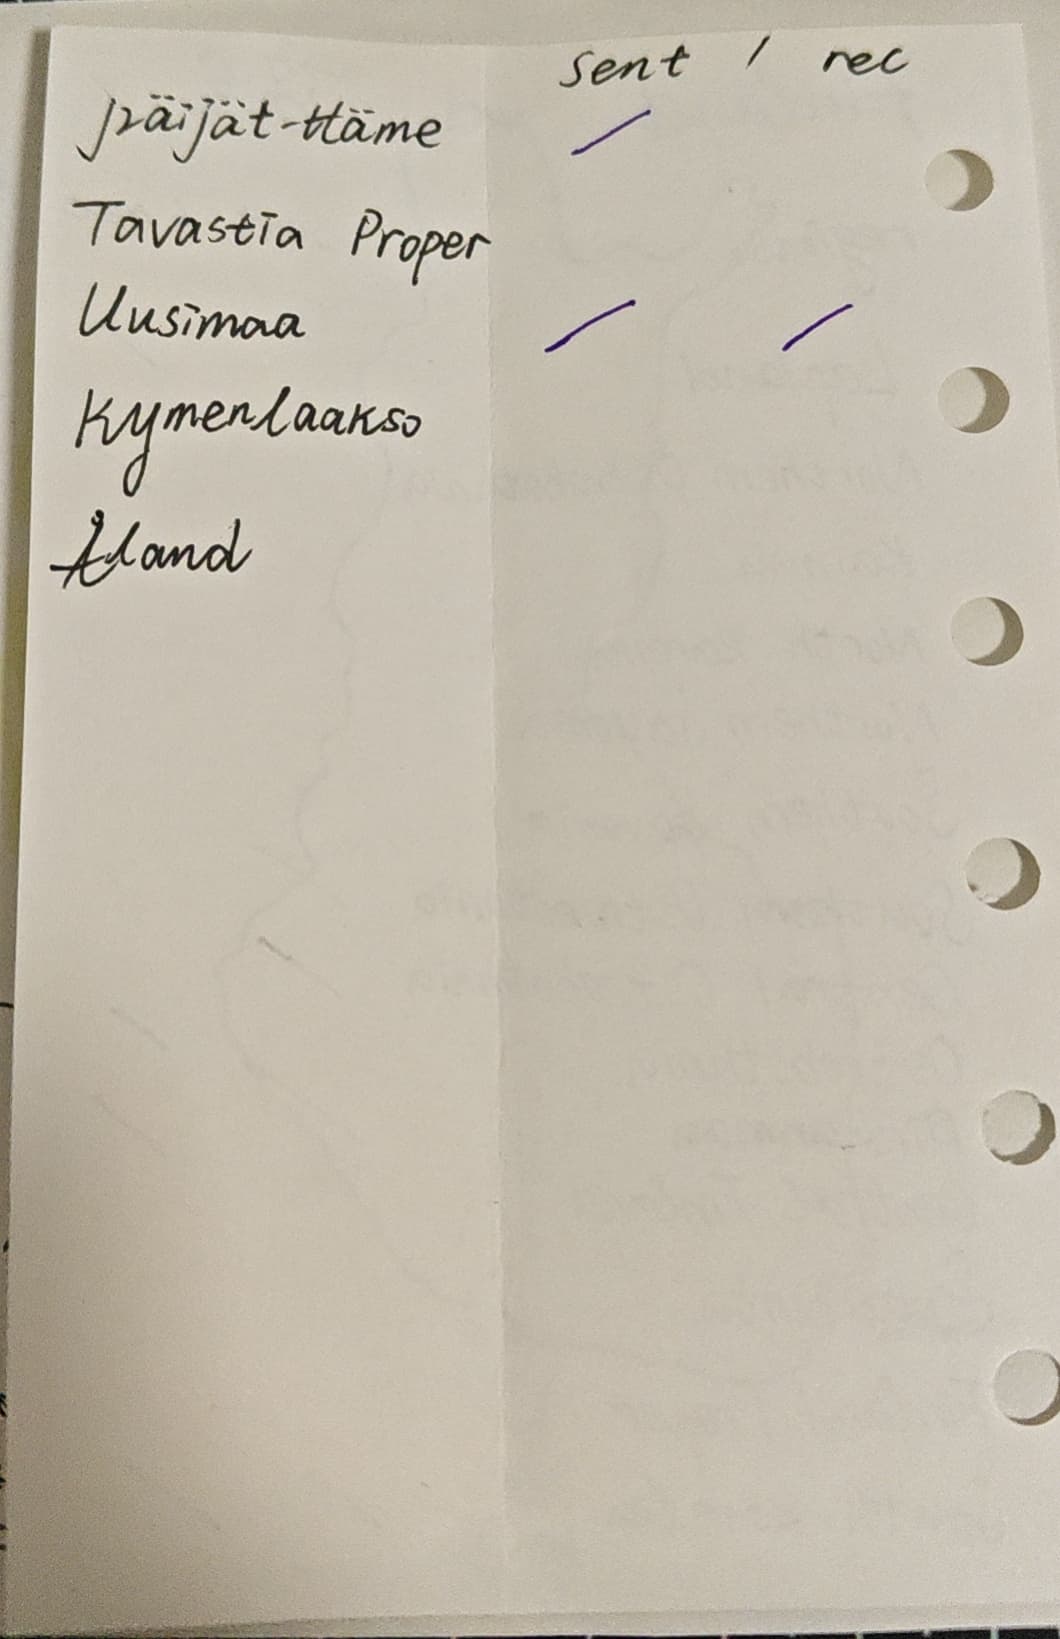 sent / rec
Päijät-Häme
Tavastia Proper
Uusimaa
Kymenlaakso
Åland